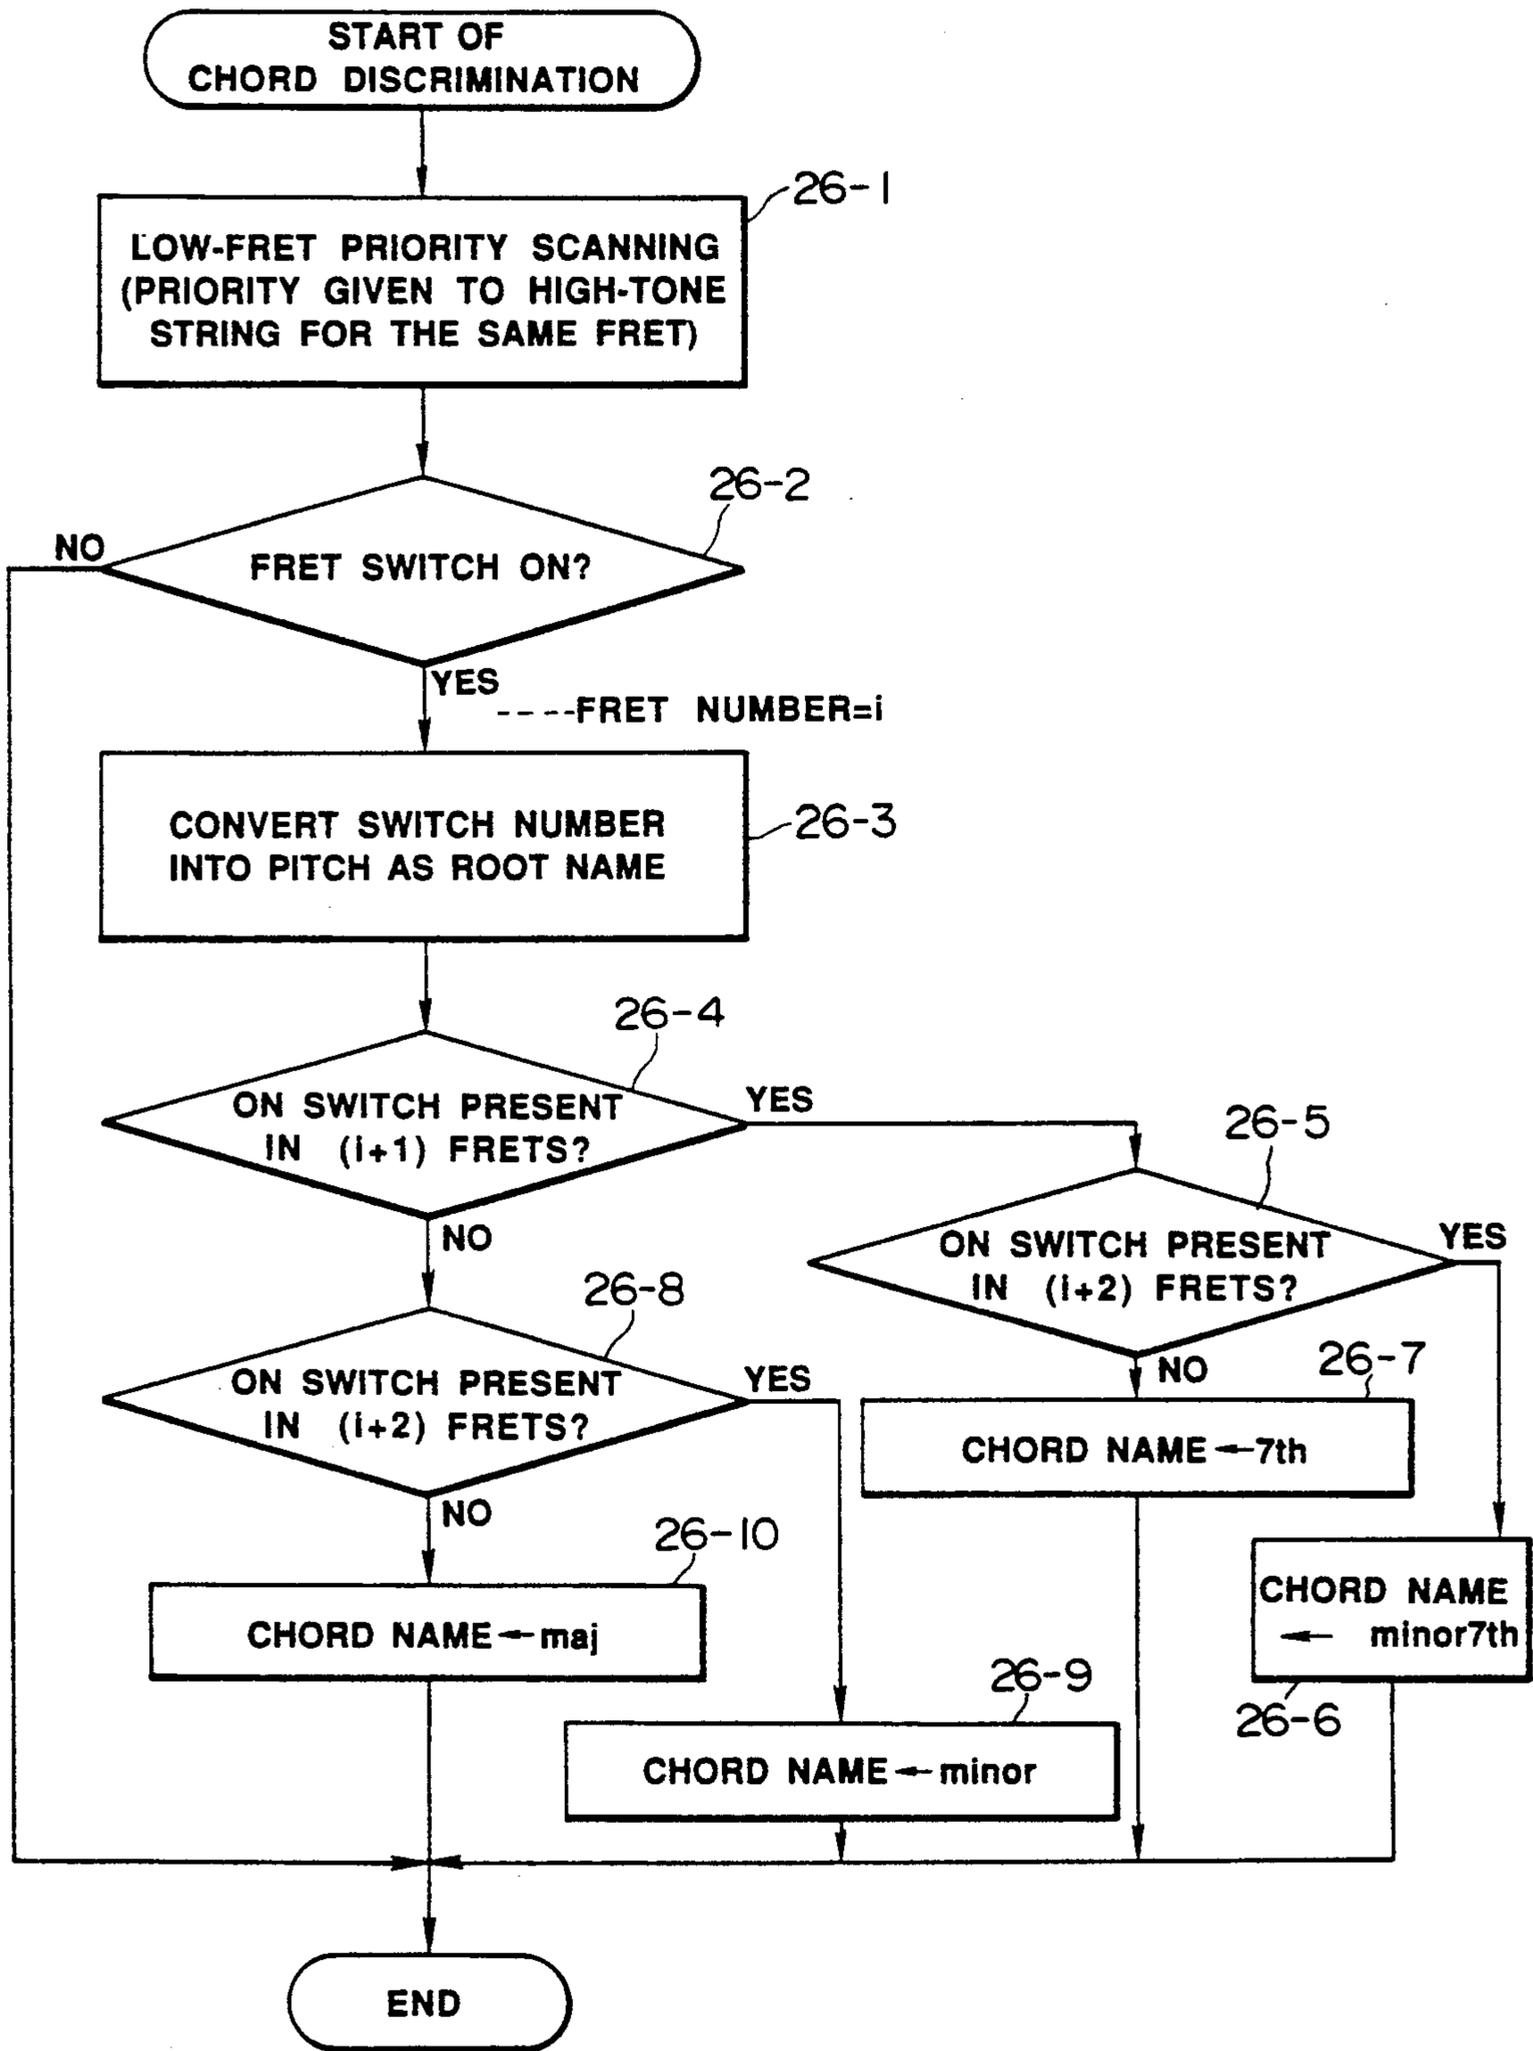 START OF
CHORD DISCRIMINATION
26-1
LOW-FRET PRIORITY SCANNING
(PRIORITY GIVEN TO HIGH-TONE
STRING FOR THE SAME FRET)
26-2
NO
FRET SWITCH ON?
YES
----FRET NUMBER=i
CONVERT SWITCH NUMBER
INTO PITCH AS ROOT NAME
26-3
26-4
ON SWITCH PRESENT
IN (i+1) FRETS?
YES
NO
26-5
ON SWITCH PRESENT
IN (i+2) FRETS?
YES
NO
26-8
ON SWITCH PRESENT
IN (i+2) FRETS?
YES
NO
26-7
CHORD NAME←7th
CHORD NAME
← minor7th
26-6
26-10
CHORD NAME←maj
26-9
CHORD NAME←minor
END